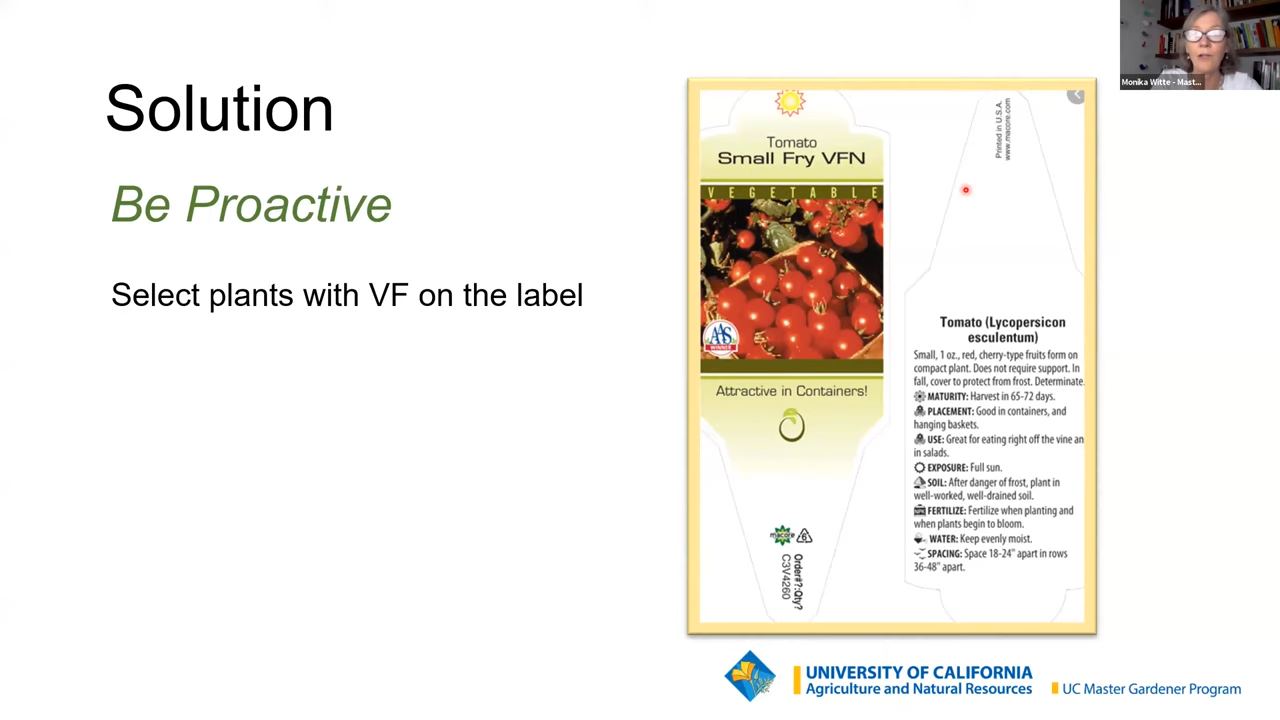 Solution
Be Proactive
Select plants with VF on the label
Tomato
Small Fry VFN
VEGETABLE
AAS
WINNER
Attractive in Containers!
macore
6
Order#?:Qty?
C3V4260
Printed in U.S.A.
www.macore.com
Tomato (Lycopersicon
esculentum)
Small, 1 oz., red, cherry-type fruits form on
compact plant. Does not require support. In
fall, cover to protect from frost. Determinate.
MATURITY: Harvest in 65-72 days.
PLACEMENT: Good in containers, and
hanging baskets.
USE: Great for eating right off the vine an
in salads.
EXPOSURE: Full sun.
SOIL: After danger of frost, plant in
well-worked, well-drained soil.
FERTILIZE: Fertilize when planting and
when plants begin to bloom.
WATER: Keep evenly moist.
SPACING: Space 18-24" apart in rows
36-48" apart.
Monika Witte - Mast...
UNIVERSITY OF CALIFORNIA
Agriculture and Natural Resources
UC Master Gardener Program